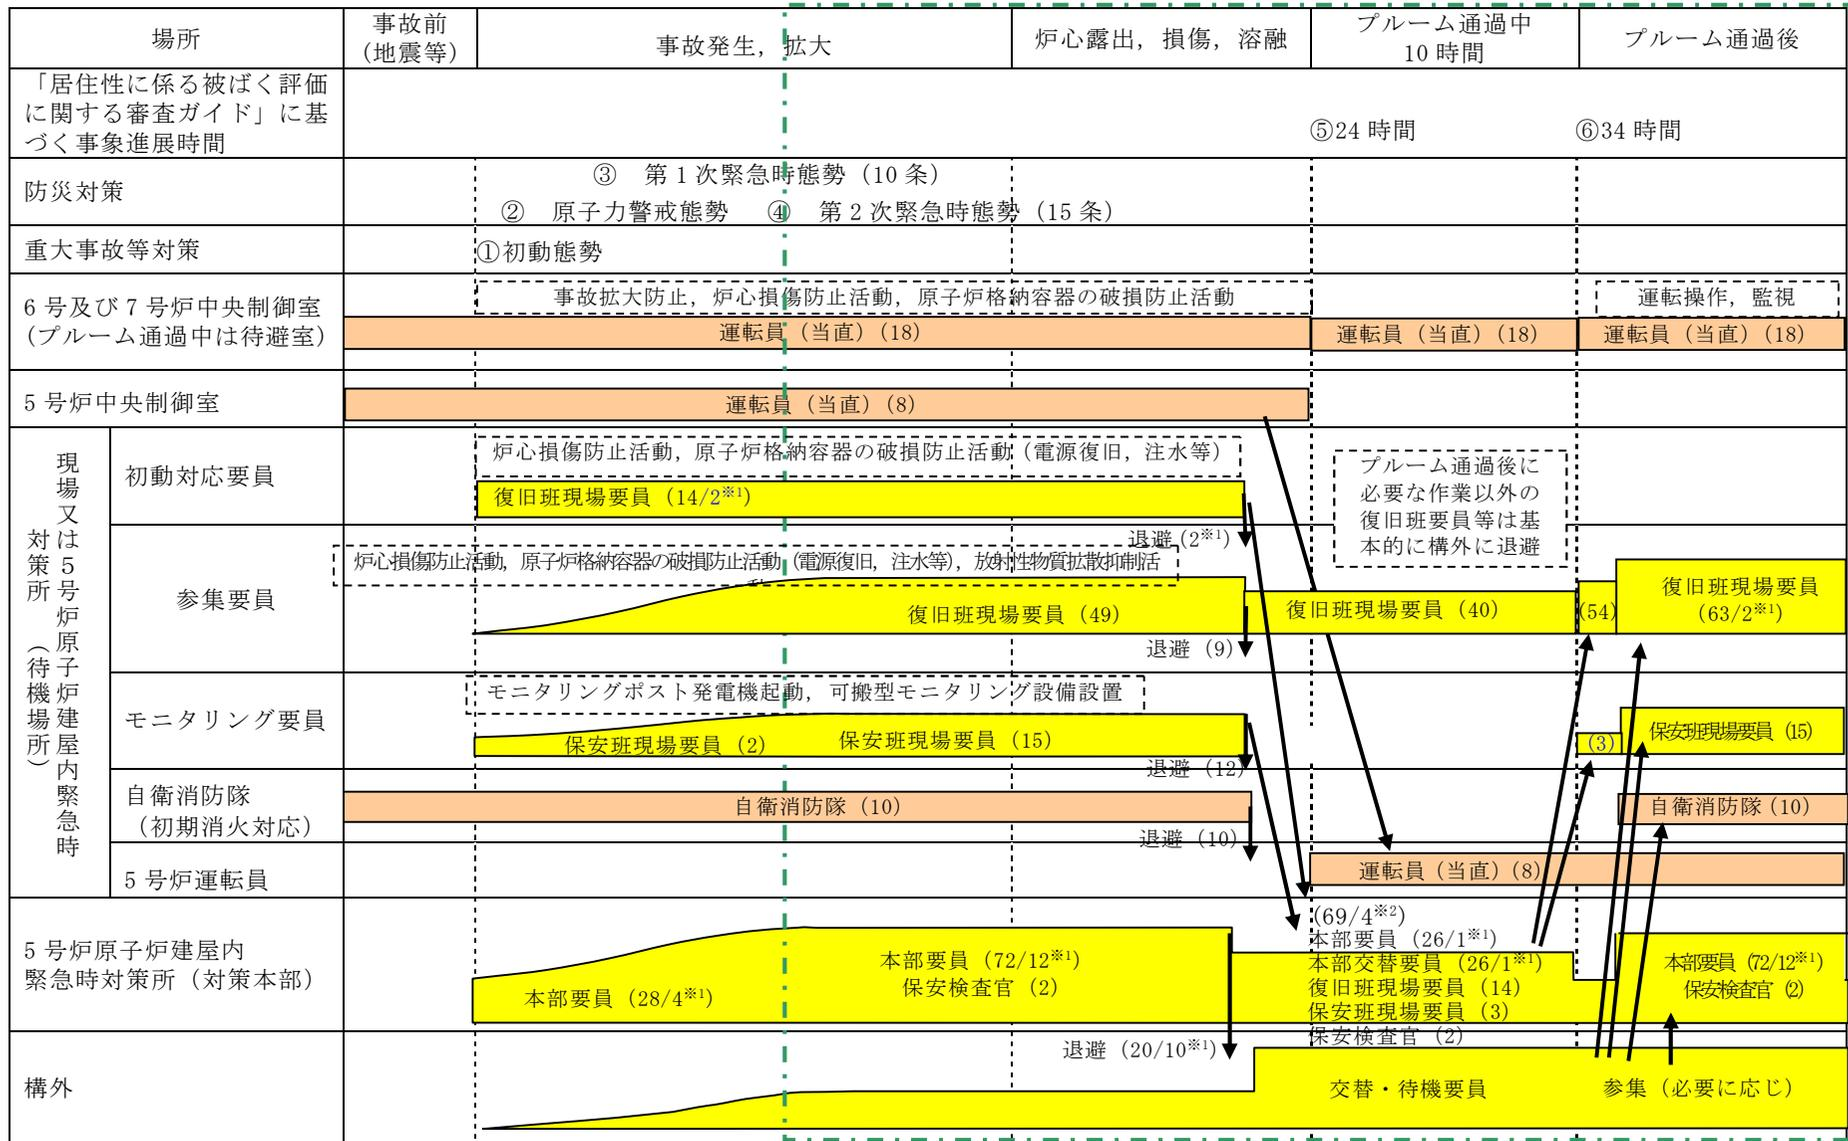 場所
事故前
(地震等)
事故発生，拡大
炉心露出，損傷，溶融
プルーム通過中
10 時間
プルーム通過後
「居住性に係る被ばく評価
に関する審査ガイド」に基
づく事象進展時間
⑤24 時間
⑥34 時間
防災対策
③　第 1 次緊急時態勢（10 条）
②　原子力警戒態勢　④　第 2 次緊急時態勢（15 条）
重大事故等対策
①初動態勢
6 号及び 7 号炉中央制御室
(プルーム通過中は待避室)
事故拡大防止，炉心損傷防止活動，原子炉格納容器の破損防止活動
運転操作，監視
運転員（当直）(18)
運転員（当直）(18)
運転員（当直）(18)
5 号炉中央制御室
運転員（当直）(8)
現場又は５号炉原子炉建屋内緊急時
対策所　（待機場所）
初動対応要員
炉心損傷防止活動，原子炉格納容器の破損防止活動（電源復旧，注水等）
復旧班現場要員（14/2※1）
退避（2※1）
プルーム通過後に
必要な作業以外の
復旧班要員等は基
本的に構外に退避
参集要員
炉心損傷防止活動，原子炉格納容器の破損防止活動（電源復旧，注水等），放射性物質拡散抑制活
動
復旧班現場要員（49）
復旧班現場要員（40）
(54)
復旧班現場要員
（63/2※1）
退避（9）
モニタリング要員
モニタリングポスト発電機起動，可搬型モニタリング設備設置
保安班現場要員（2）
保安班現場要員（15）
(3)
保安班現場要員（15）
退避（12）
自衛消防隊
（初期消火対応）
自衛消防隊（10）
自衛消防隊（10）
退避（10）
5 号炉運転員
運転員（当直）(8)
5 号炉原子炉建屋内
緊急時対策所（対策本部）
本部要員（28/4※1）
本部要員（72/12※1）
保安検査官（2）
(69/4※2)
本部要員（26/1※1）
本部交替要員（26/1※1）
復旧班現場要員（14）
保安班現場要員（3）
保安検査官（2）
本部要員（72/12※1）
保安検査官（2）
退避（20/10※1）
構外
交替・待機要員
参集（必要に応じ）